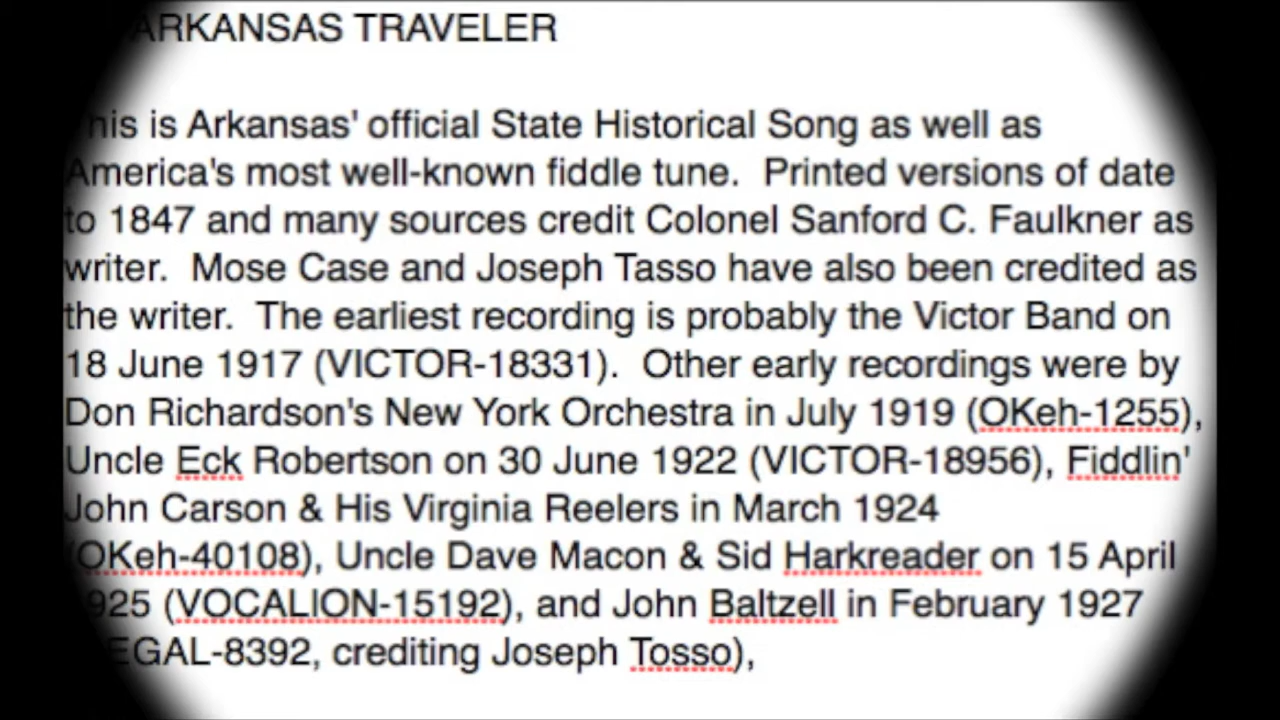 ARKANSAS TRAVELER
This is Arkansas' official State Historical Song as well as
America's most well-known fiddle tune.  Printed versions of date
to 1847 and many sources credit Colonel Sanford C. Faulkner as
writer.  Mose Case and Joseph Tasso have also been credited as
the writer.  The earliest recording is probably the Victor Band on
18 June 1917 (VICTOR-18331).  Other early recordings were by
Don Richardson's New York Orchestra in July 1919 (OKeh-1255),
Uncle Eck Robertson on 30 June 1922 (VICTOR-18956), Fiddlin'
John Carson & His Virginia Reelers in March 1924
(OKeh-40108), Uncle Dave Macon & Sid Harkreader on 15 April
1925 (VOCALION-15192), and John Baltzell in February 1927
EGAL-8392, crediting Joseph Tosso),